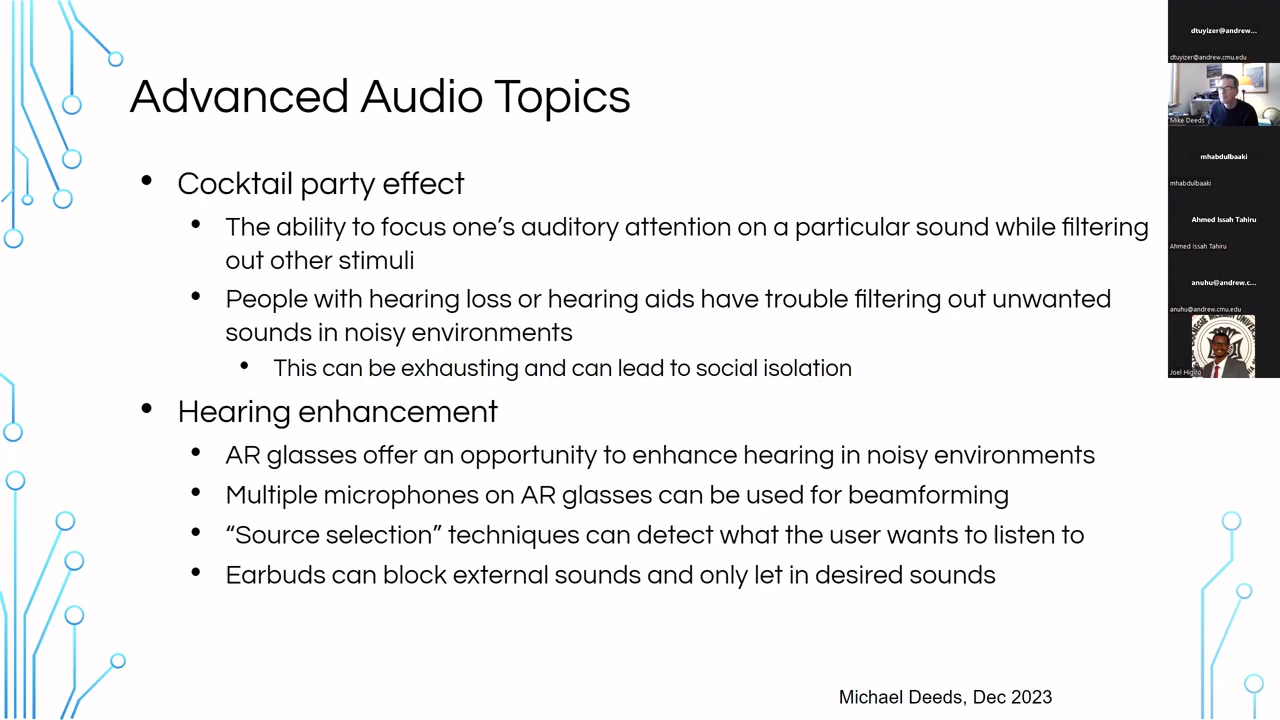 Advanced Audio Topics
• Cocktail party effect
• The ability to focus one’s auditory attention on a particular sound while filtering
out other stimuli
• People with hearing loss or hearing aids have trouble filtering out unwanted
sounds in noisy environments
• This can be exhausting and can lead to social isolation
• Hearing enhancement
• AR glasses offer an opportunity to enhance hearing in noisy environments
• Multiple microphones on AR glasses can be used for beamforming
• “Source selection” techniques can detect what the user wants to listen to
• Earbuds can block external sounds and only let in desired sounds
Michael Deeds, Dec 2023
dtuyizer@andrew...
dtuyizer@andrew.cmu.edu
Mike Deeds
mhabdulbaaki
mhabdulbaaki
Ahmed Issah Tahiru
Ahmed Issah Tahiru
anuhu@andrew.c...
anuhu@andrew.cmu.edu
Joel Higiro